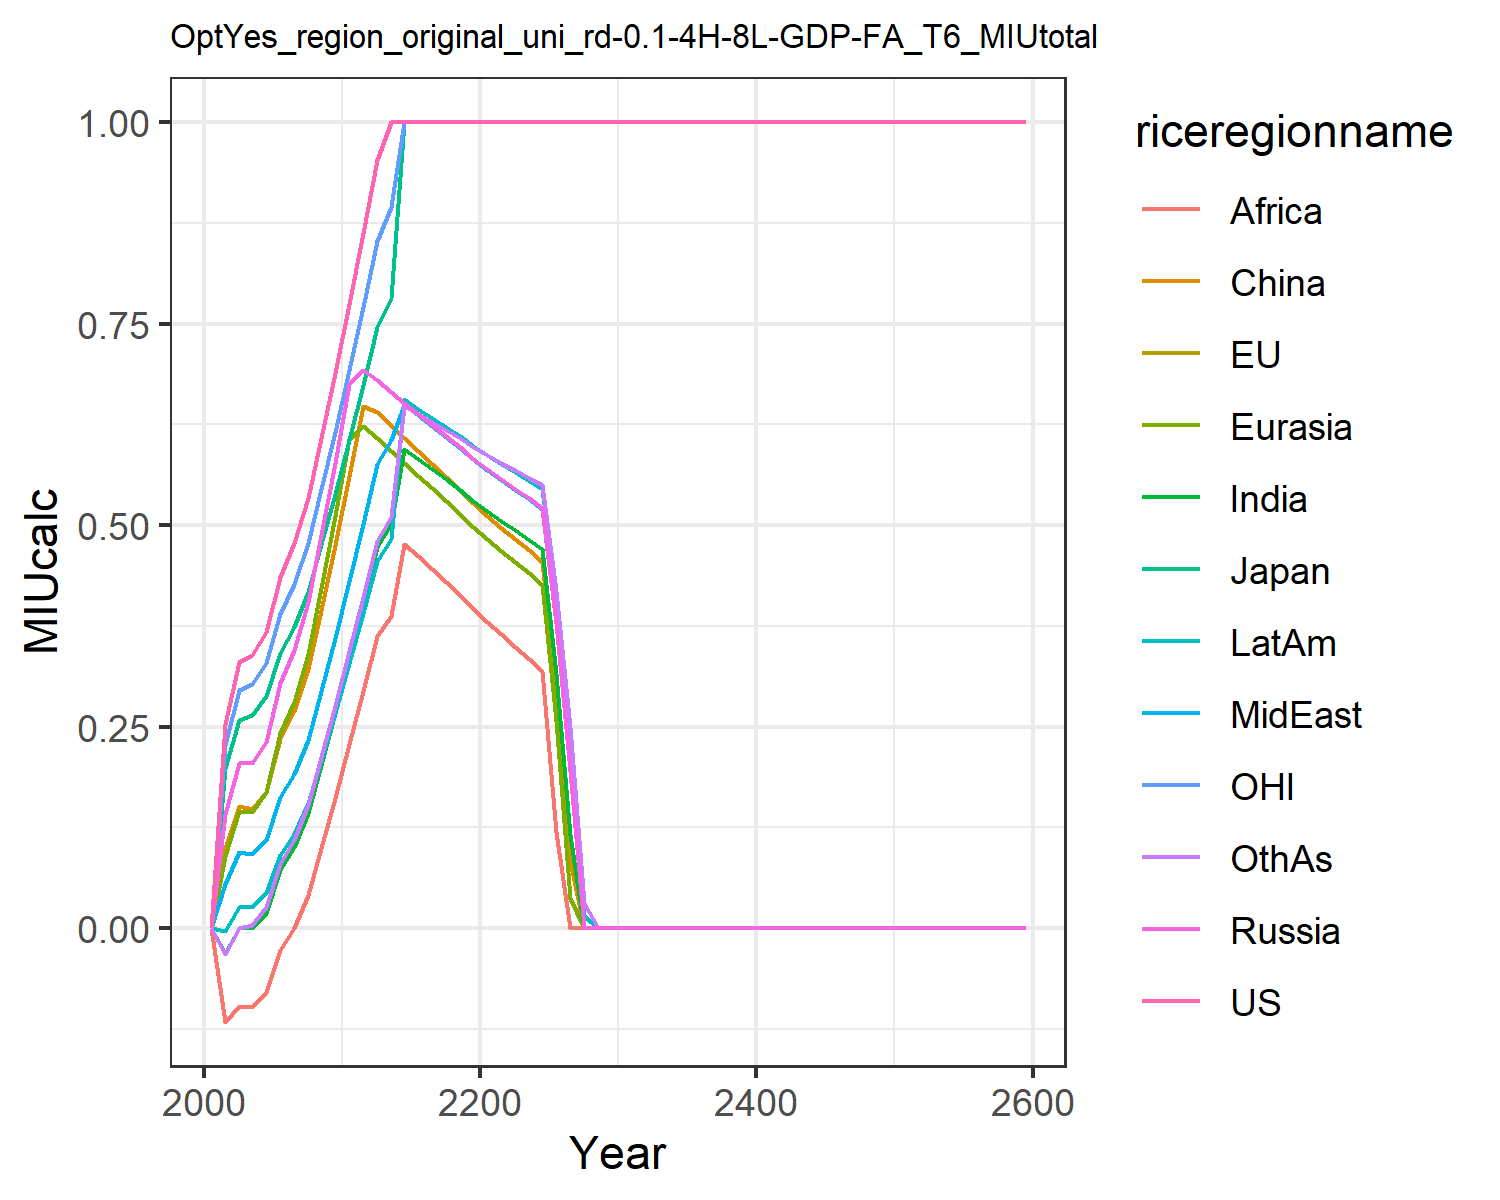 OptYes_region_original_uni_rd-0.1-4H-8L-GDP-FA_T6_MIUtotal
1.00
0.75
0.50
0.25
0.00
MIUcalc
2000
2200
2400
2600
Year
riceregionname
Africa
China
EU
Eurasia
India
Japan
LatAm
MidEast
OHI
OthAs
Russia
US